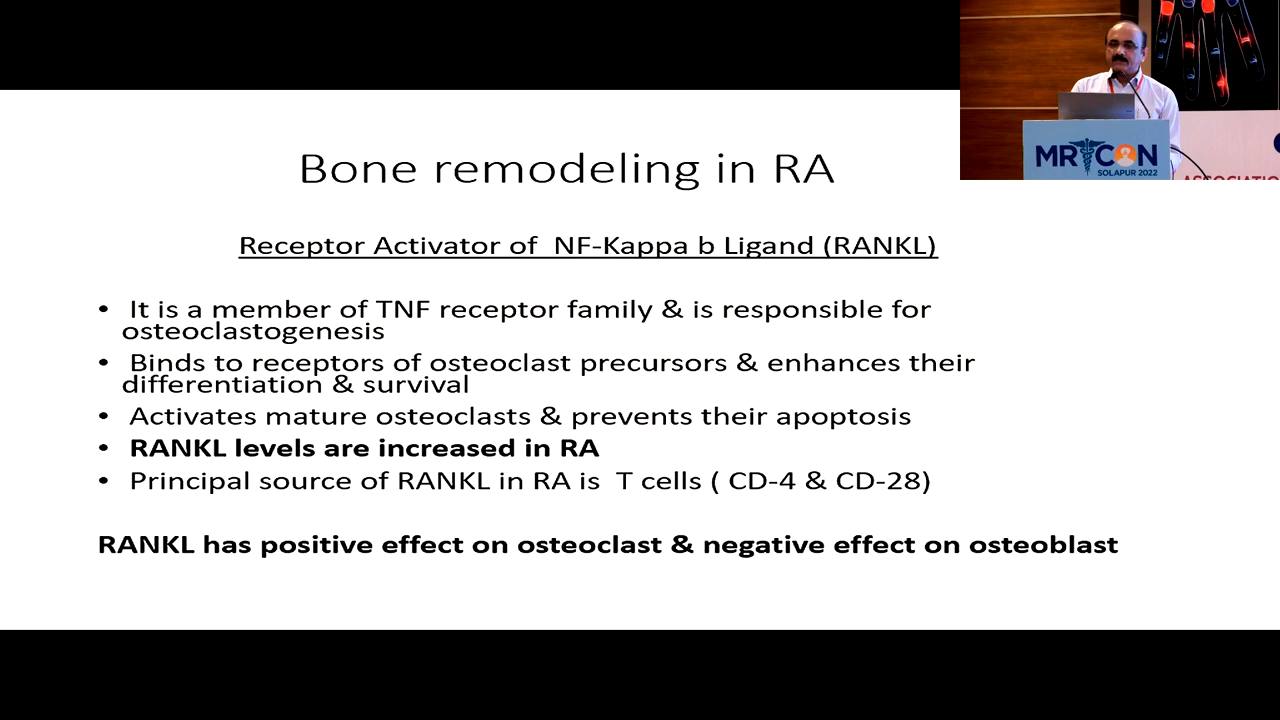 Bone remodeling in RA
Receptor Activator of NF-Kappa b Ligand (RANKL)
• It is a member of TNF receptor family & is responsible for
osteoclastogenesis
• Binds to receptors of osteoclast precursors & enhances their
differentiation & survival
• Activates mature osteoclasts & prevents their apoptosis
• RANKL levels are increased in RA
• Principal source of RANKL in RA is T cells ( CD-4 & CD-28)
RANKL has positive effect on osteoclast & negative effect on osteoblast
MR CON
SOLAPUR 2022